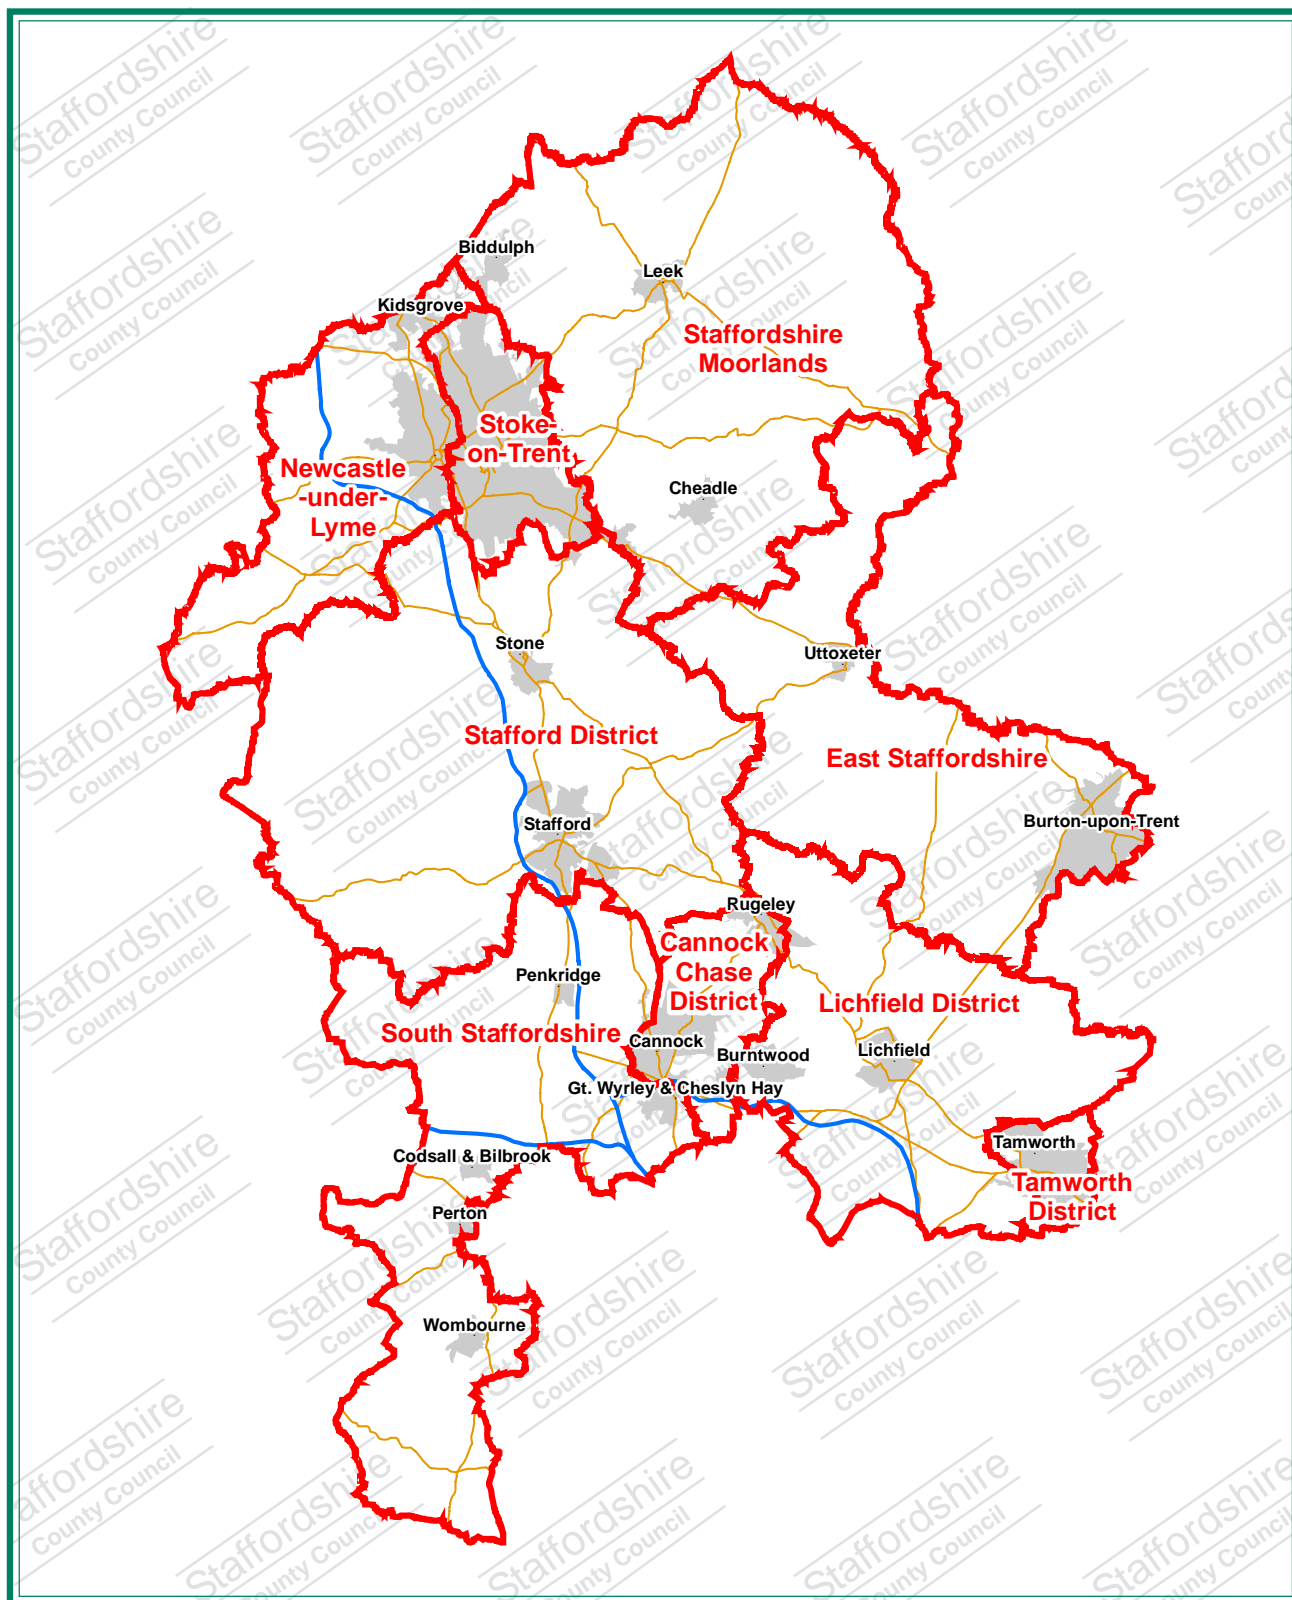 Biddulph
Leek
Kidsgrove
Staffordshire
Moorlands
Stoke-
on-Trent
Newcastle
-under-
Lyme
Cheadle
Stone
Uttoxeter
Stafford District
East Staffordshire
Stafford
Burton-upon-Trent
Rugeley
Cannock
Chase
District
Penkridge
Lichfield District
South Staffordshire
Cannock
Burntwood
Lichfield
Gt. Wyrley & Cheslyn Hay
Tamworth
Codsall & Bilbrook
Tamworth
District
Perton
Wombourne
Staffordshire
County Council